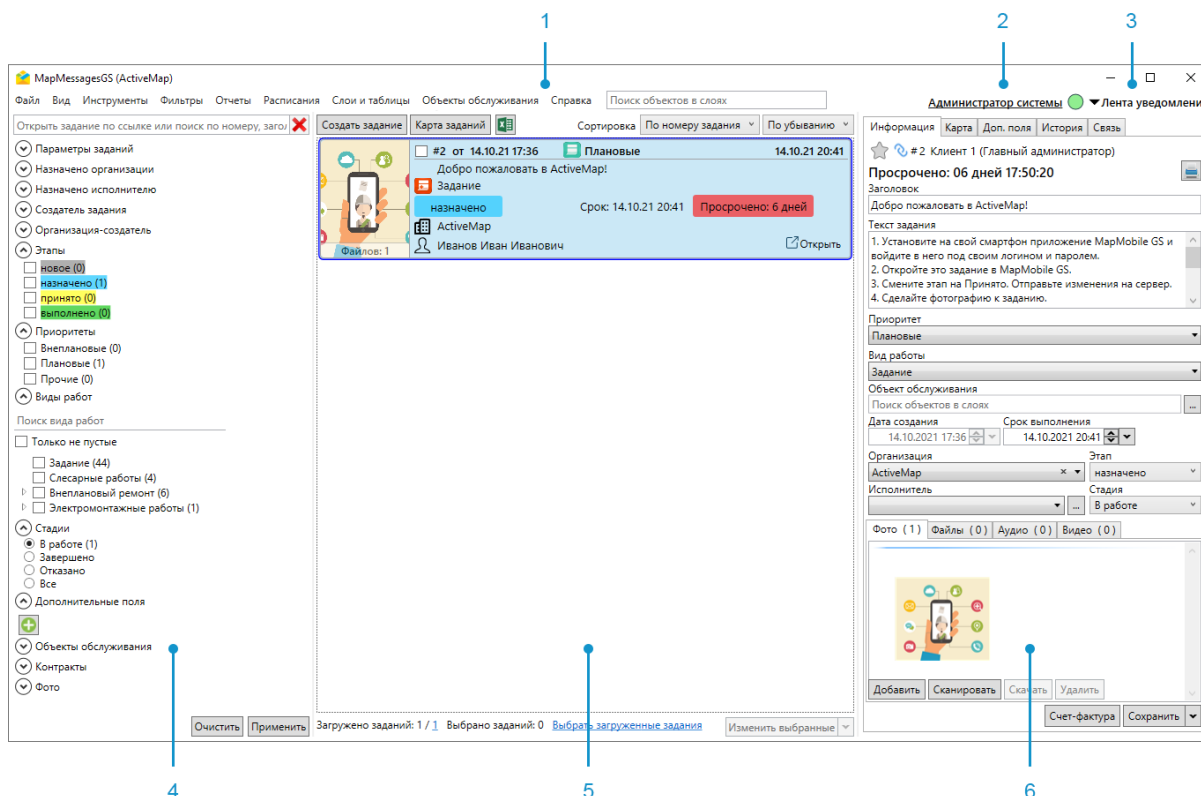 1 2 3
MapMessagesGS (ActiveMap)
Файл Вид Инструменты Фильтры Отчеты Расписания Слои и таблицы Объекты обслуживания Справка Поиск объектов в слоях Администратор системы Лента уведомлени
Открыть задание по ссылке или поиск по номеру, заго
Параметры заданий
Назначено организации
Назначено исполнителю
Создатель задания
Организация-создатель
Этапы
новое (0)
назначено (1)
принято (0)
выполнено (0)
Приоритеты
Внеплановые (0)
Плановые (1)
Прочие (0)
Виды работ
Поиск вида работ
Только не пустые
Задание (44)
Слесарные работы (4)
Внеплановый ремонт (6)
Электромонтажные работы (1)
Стадии
В работе (1)
Завершено
Отказано
Все
Дополнительные поля
Объекты обслуживания
Контракты
Фото
Очистить Применить
Создать задание Карта заданий Сортировка По номеру задания По убыванию
#2 от 14.10.21 17:36 Плановые 14.10.21 20:41
Добро пожаловать в ActiveMap!
Задание
назначено Срок: 14.10.21 20:41 Просрочено: 6 дней
ActiveMap
Файлов: 1 Иванов Иван Иванович Открыть
Загружено заданий: 1 / 1 Выбрано заданий: 0 Выбрать загруженные задания Изменить выбранные
Информация Карта Доп. поля История Связь
# 2 Клиент 1 (Главный администратор)
Просрочено: 06 дней 17:50:20
Заголовок
Добро пожаловать в ActiveMap!
Текст задания
1. Установите на свой смартфон приложение MapMobile GS и
войдите в него под своим логином и паролем.
2. Откройте это задание в MapMobile GS.
3. Смените этап на Принято. Отправьте изменения на сервер.
4. Сделайте фотографию к заданию.
Приоритет
Плановые
Вид работы
Задание
Объект обслуживания
Поиск объектов в слоях ...
Дата создания Срок выполнения
14.10.2021 17:36 14.10.2021 20:41
Организация Этап
ActiveMap назначено
Исполнитель Стадия
... В работе
Фото ( 1 ) Файлы ( 0 ) Аудио ( 0 ) Видео ( 0 )
Добавить Сканировать Скачать Удалить
Счет-фактура Сохранить
4 5 6